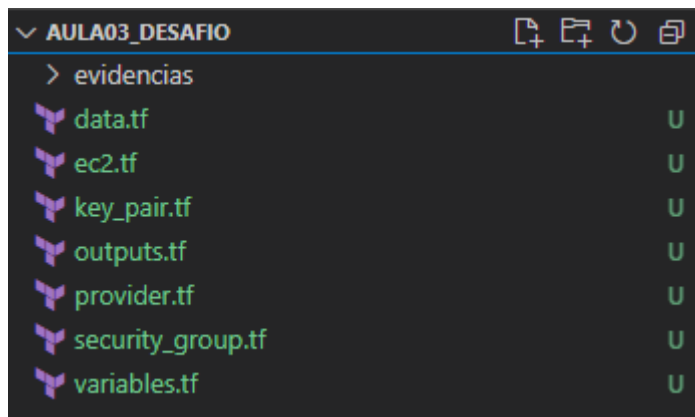 AULA03_DESAFIO
evidencias
data.tf U
ec2.tf U
key_pair.tf U
outputs.tf U
provider.tf U
security_group.tf U
variables.tf U